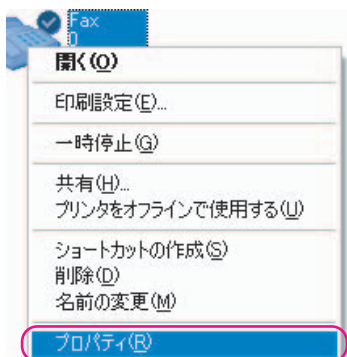 Fax
0
開く(O)
印刷設定(E)...
一時停止(G)
共有(H)...
プリンタをオフラインで使用する(U)
ショートカットの作成(S)
削除(D)
名前の変更(M)
プロパティ(R)